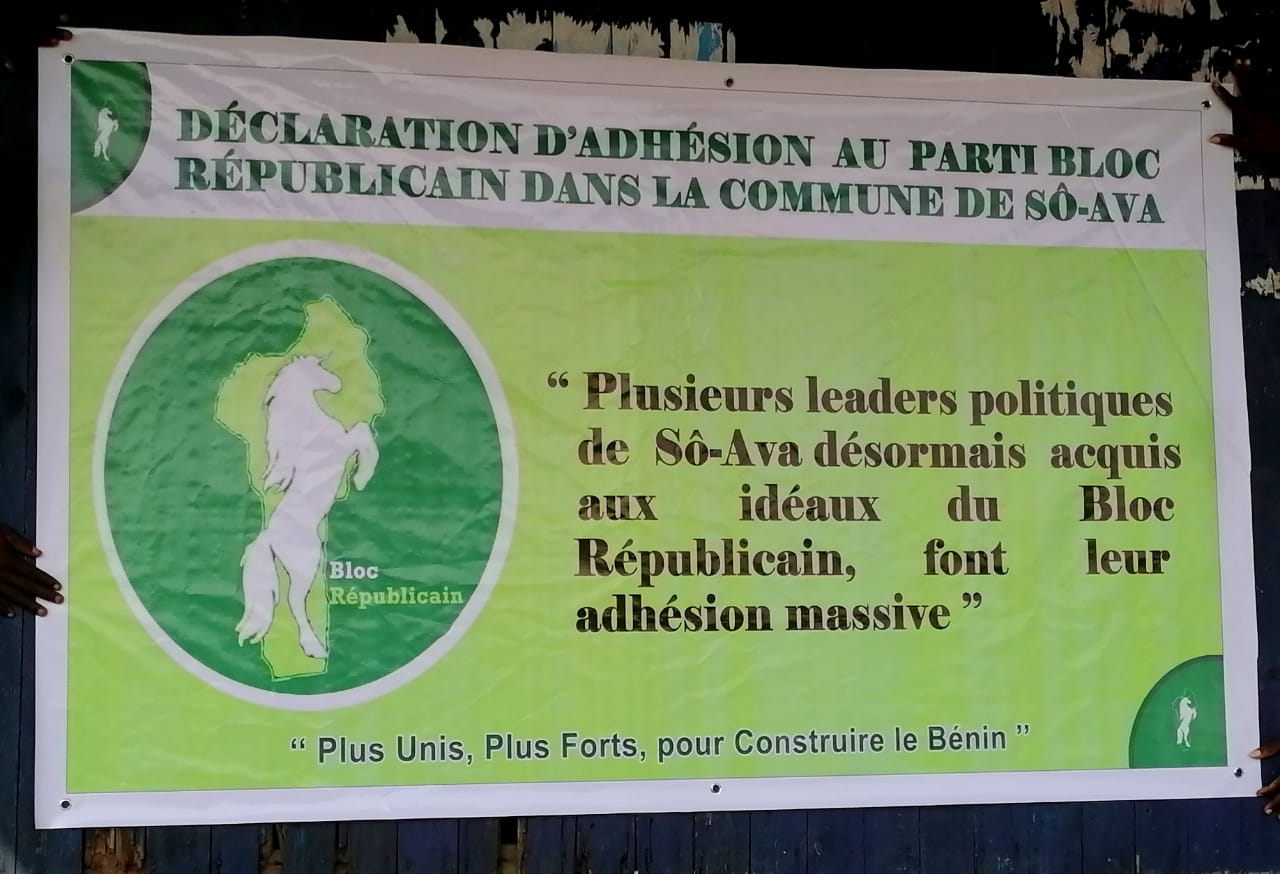 DÉCLARATION D'ADHÉSION AU PARTI BLOC
RÉPUBLICAIN DANS LA COMMUNE DE SÔ-AVA
“ Plusieurs leaders politiques
de Sô-Ava désormais acquis
aux idéaux du Bloc
Républicain, font leur
adhésion massive ”
Bloc
Républicain
“ Plus Unis, Plus Forts, pour Construire le Bénin ”